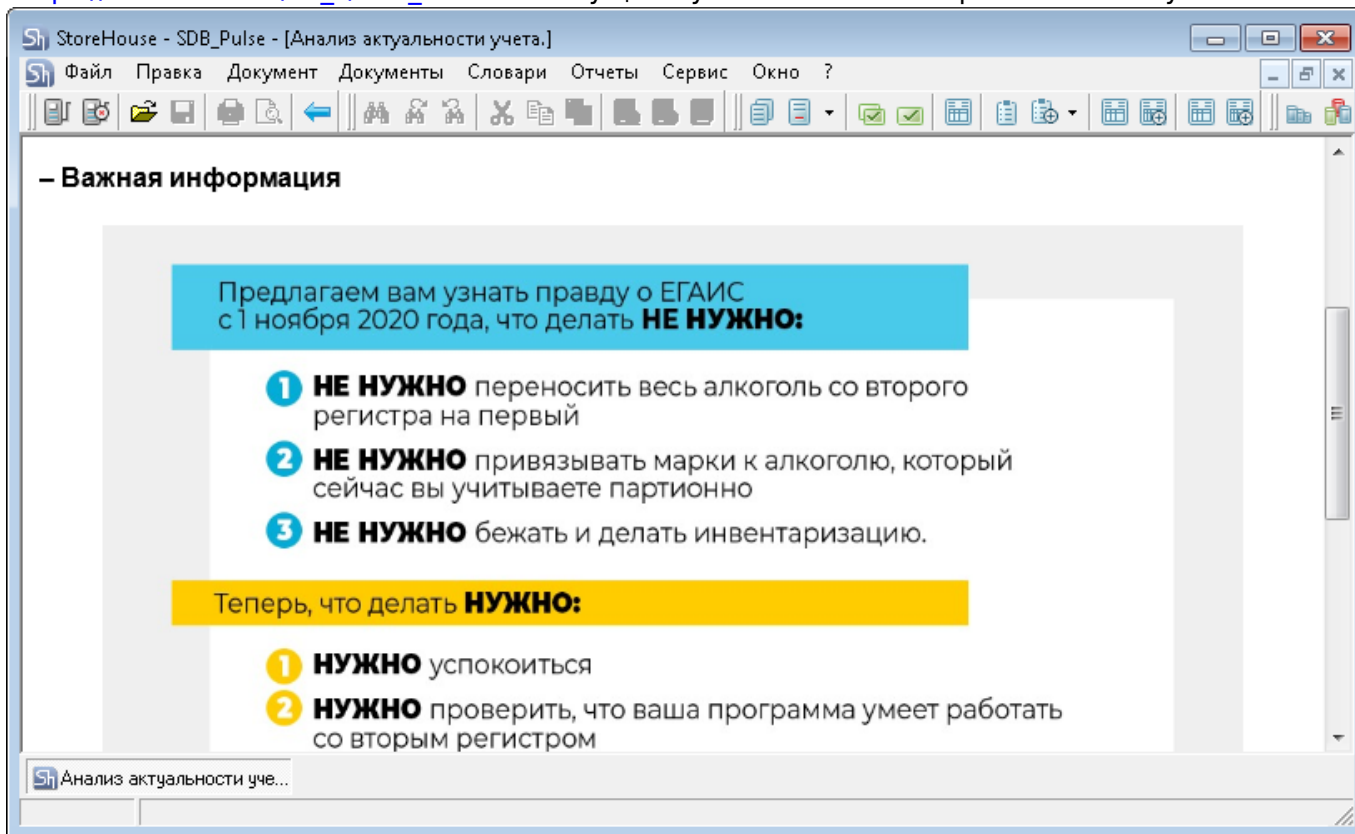 StoreHouse - SDB_Pulse - [Анализ актуальности учета.]
Файл Правка Документ Документы Словари Отчеты Сервис Окно ?
– Важная информация
Предлагаем вам узнать правду о ЕГАИС
с 1 ноября 2020 года, что делать НЕ НУЖНО:
1 НЕ НУЖНО переносить весь алкоголь со второго
регистра на первый
2 НЕ НУЖНО привязывать марки к алкоголю, который
сейчас вы учитываете партионно
3 НЕ НУЖНО бежать и делать инвентаризацию.
Теперь, что делать НУЖНО:
1 НУЖНО успокоиться
2 НУЖНО проверить, что ваша программа умеет работать
со вторым регистром
Sh Анализ актуальности уче...